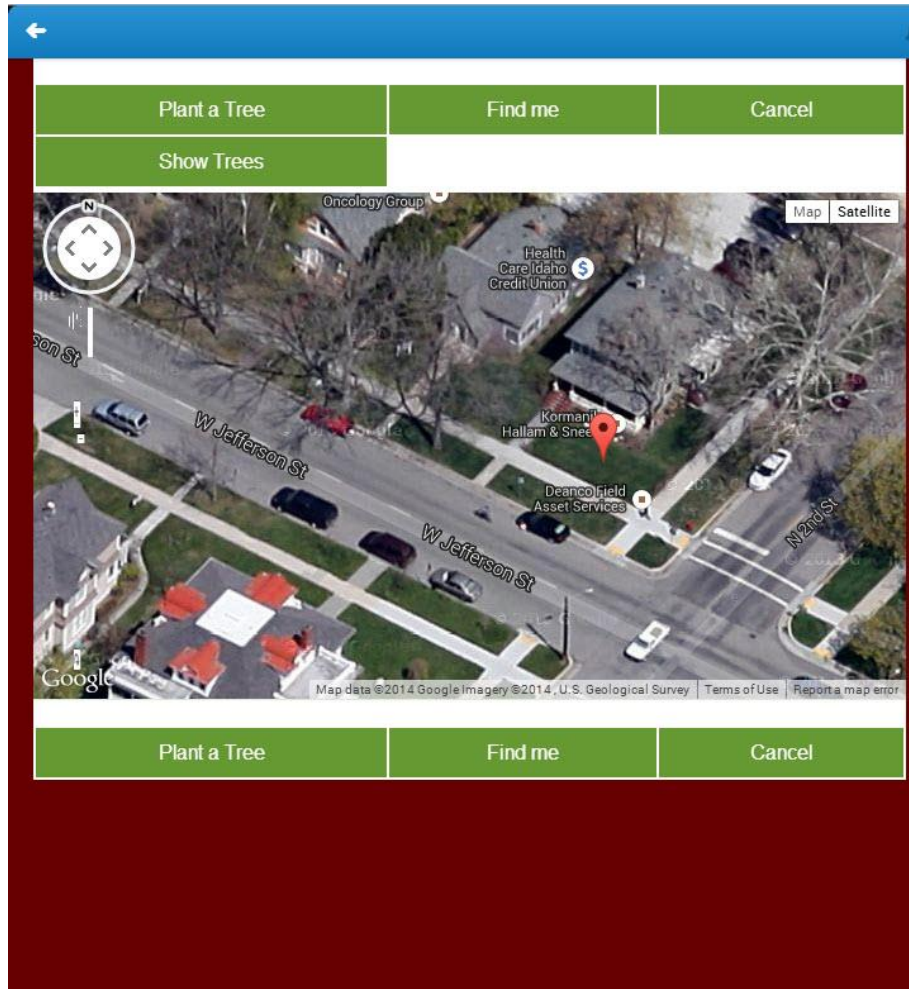 Plant a Tree
Find me
Cancel
Show Trees
N
Map
Satellite
Oncology
Group
Health
Care Idaho
Credit Union
son St
Hallam & Snee
W Jefferson St
Deanco Field
Asset Services
W Jefferson St
N 2nd St
Google
Map data ©2014 Google Imagery ©2014 , U.S. Geological Survey
Terms of Use
Report a map error
Plant a Tree
Find me
Cancel